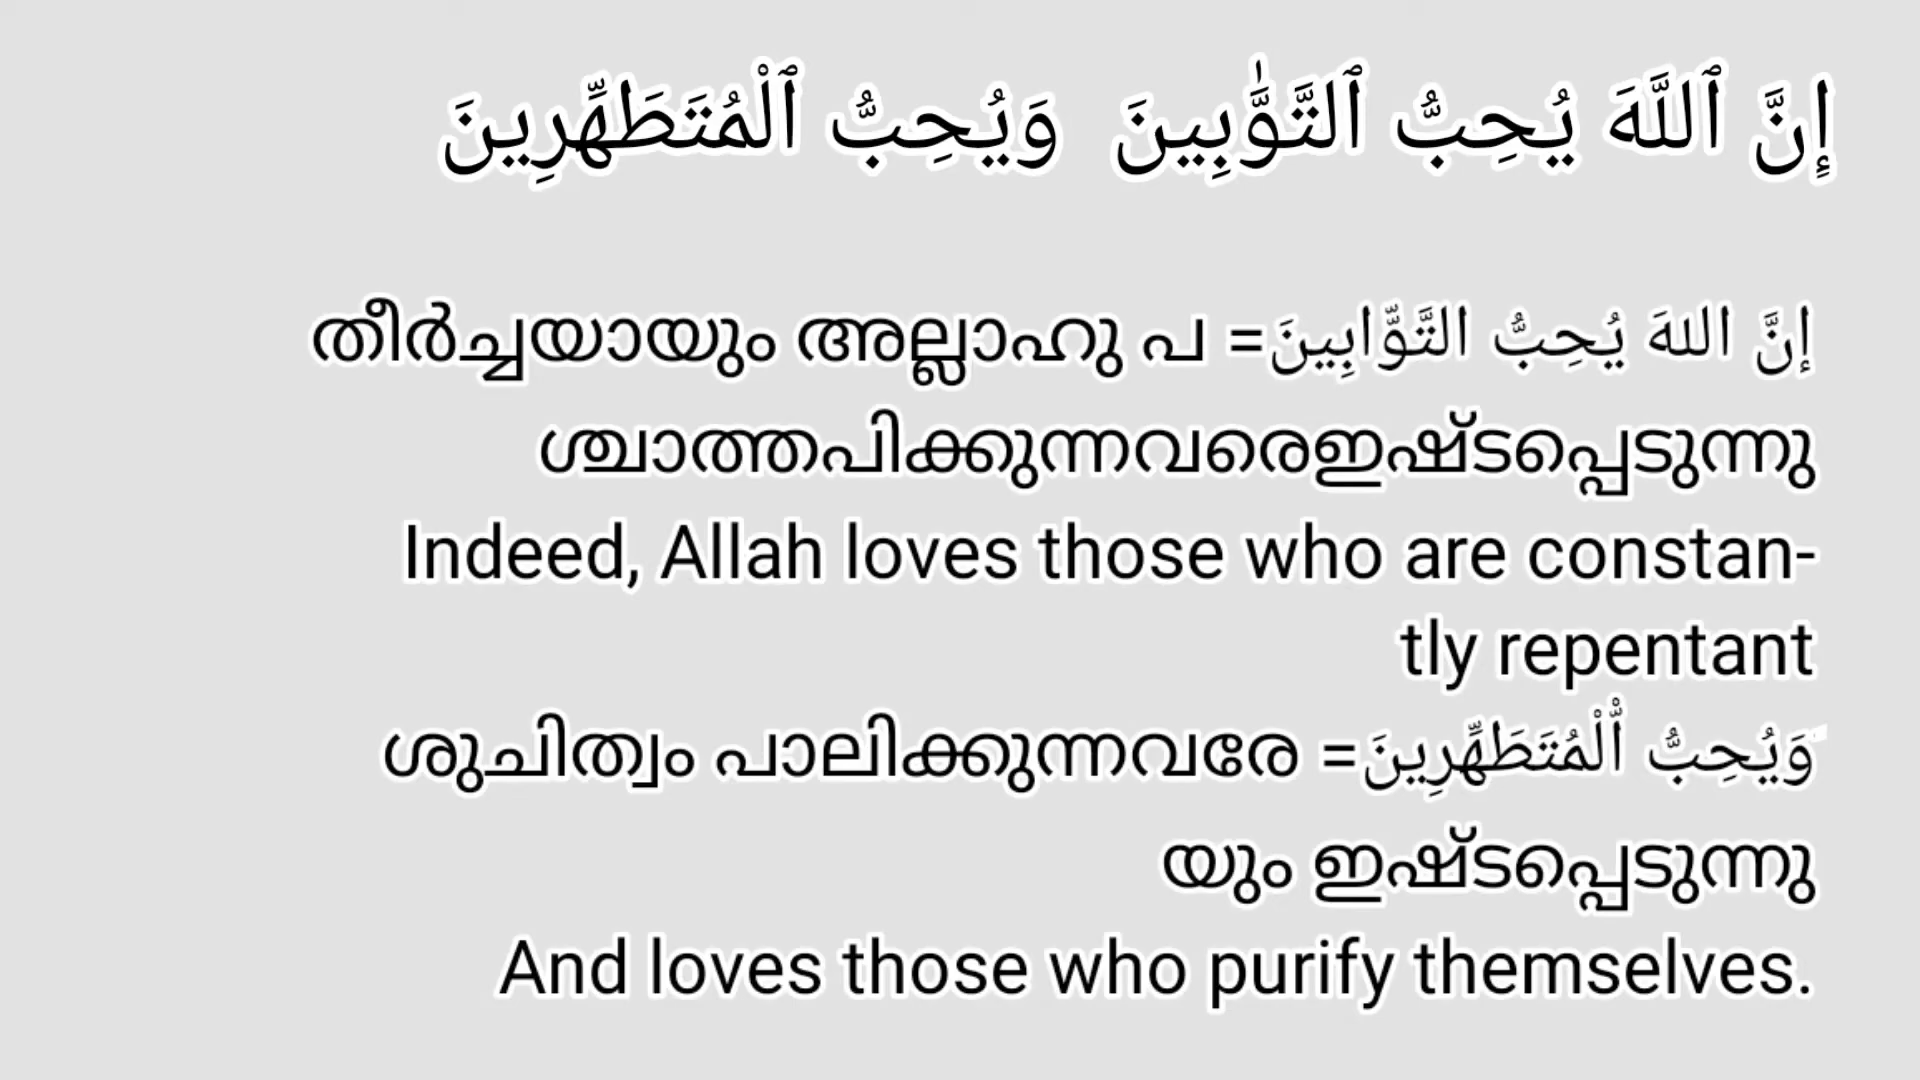 إِنَّ ٱللَّهَ يُحِبُّ ٱلتَّوَّٰبِينَ وَيُحِبُّ ٱلْمُتَطَهِّرِينَ
إنَّ اللهَ يُحِبُّ التَّوَّابِينَ= തീർച്ചയായും അല്ലാഹു പ
ശ്ചാത്തപിക്കുന്നവരെഇഷ്ടപ്പെടുന്നു
Indeed, Allah loves those who are constan-
tly repentant
وَيُحِبُّ ٱُلْمُتَطَهِّرِينَ= ശുചിത്വം പാലിക്കുന്നവരേ
യും ഇഷ്ടപ്പെടുന്നു
And loves those who purify themselves.